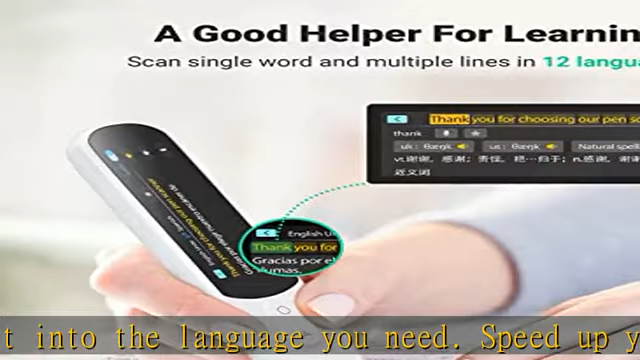 A Good Helper For Learnin
Scan single word and multiple lines in 12 langua
Thank you for choosing our pen sc
thank
uk: θæŋk
us: θæŋk
Natural spell
vt.谢谢, 感谢; 责怪, 把…归于; n.感谢, 谢谢
近义词
English U
Thank you for
Gracias por el
lumas.
t into the language you need. Speed up y